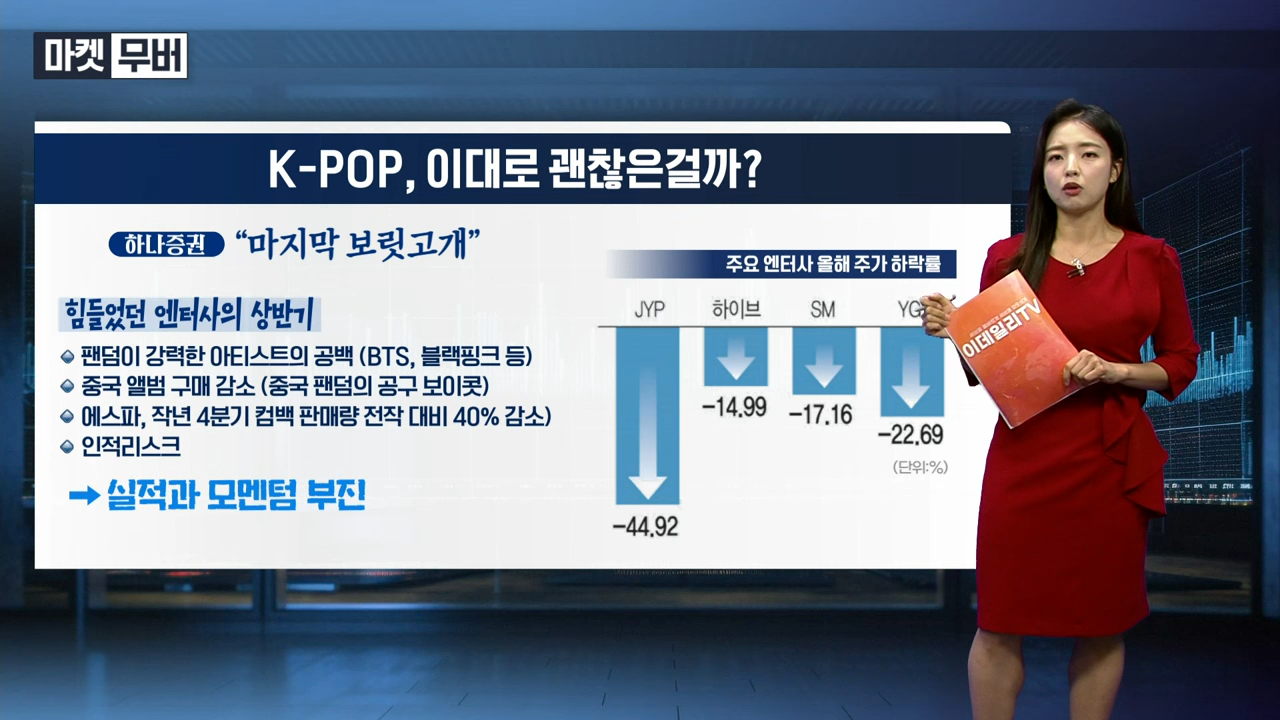 마켓무버
K-POP, 이대로 괜찮은걸까?
하나증권 “마지막 보릿고개”
힘들었던 엔터사의 상반기
팬덤이 강력한 아티스트의 공백 (BTS, 블랙핑크 등)
중국 앨범 구매 감소 (중국 팬덤의 공구 보이콧)
에스파, 작년 4분기 컴백 판매량 전작 대비 40% 감소)
인적리스크
➞ 실적과 모멘텀 부진
주요 엔터사 올해 주가 하락률
JYP 하이브 SM YG
-44.92
-14.99
-17.16
-22.69
(단위:%)
이데일리TV